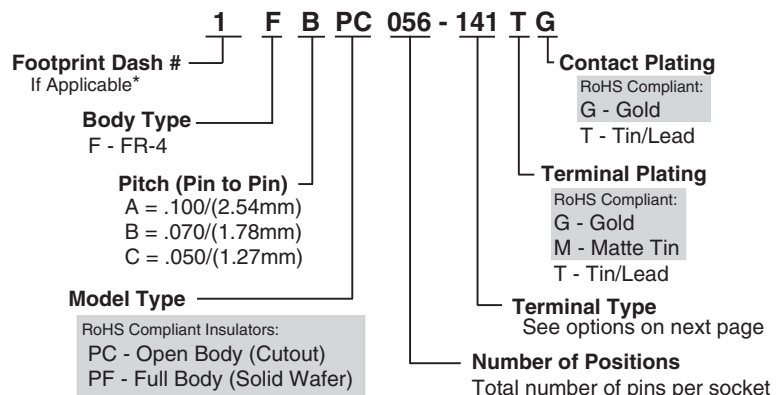 1 F B PC 056 - 141 T G
Footprint Dash #
If Applicable*
Body Type
F - FR-4
Pitch (Pin to Pin)
A = .100/(2.54mm)
B = .070/(1.78mm)
C = .050/(1.27mm)
Model Type
RoHS Compliant Insulators:
PC - Open Body (Cutout)
PF - Full Body (Solid Wafer)
Contact Plating
RoHS Compliant:
G - Gold
T - Tin/Lead
Terminal Plating
RoHS Compliant:
G - Gold
M - Matte Tin
T - Tin/Lead
Terminal Type
See options on next page
Number of Positions
Total number of pins per socket